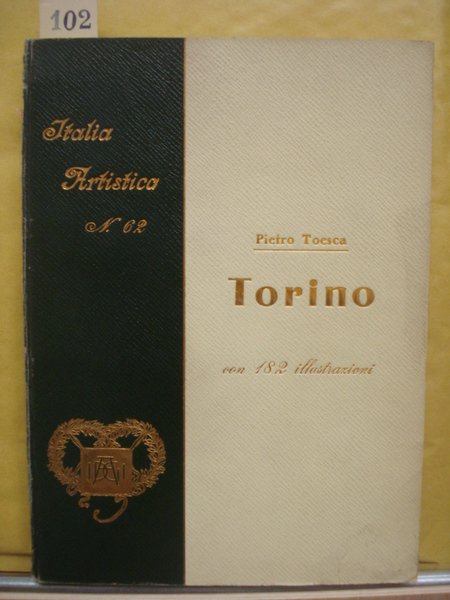 102
Italia
Artistica
N. 62
Pietro Toesca
Torino
con 182 illustrazioni